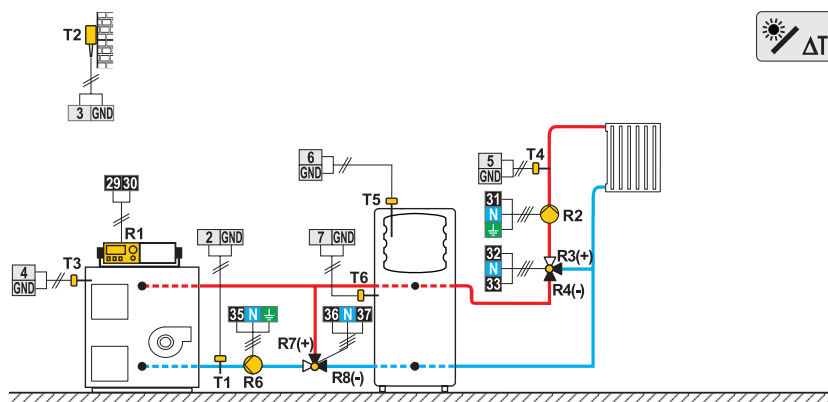 T2
3 GND
ΔT
6
GND
5
GND
T4
29 30
31
N
R2
T5
R1
2 GND
7 GND
32
N
33
R3(+)
4
GND
T3
T6
R4(-)
35 N
36 N 37
R7(+)
T1
R6
R8(-)